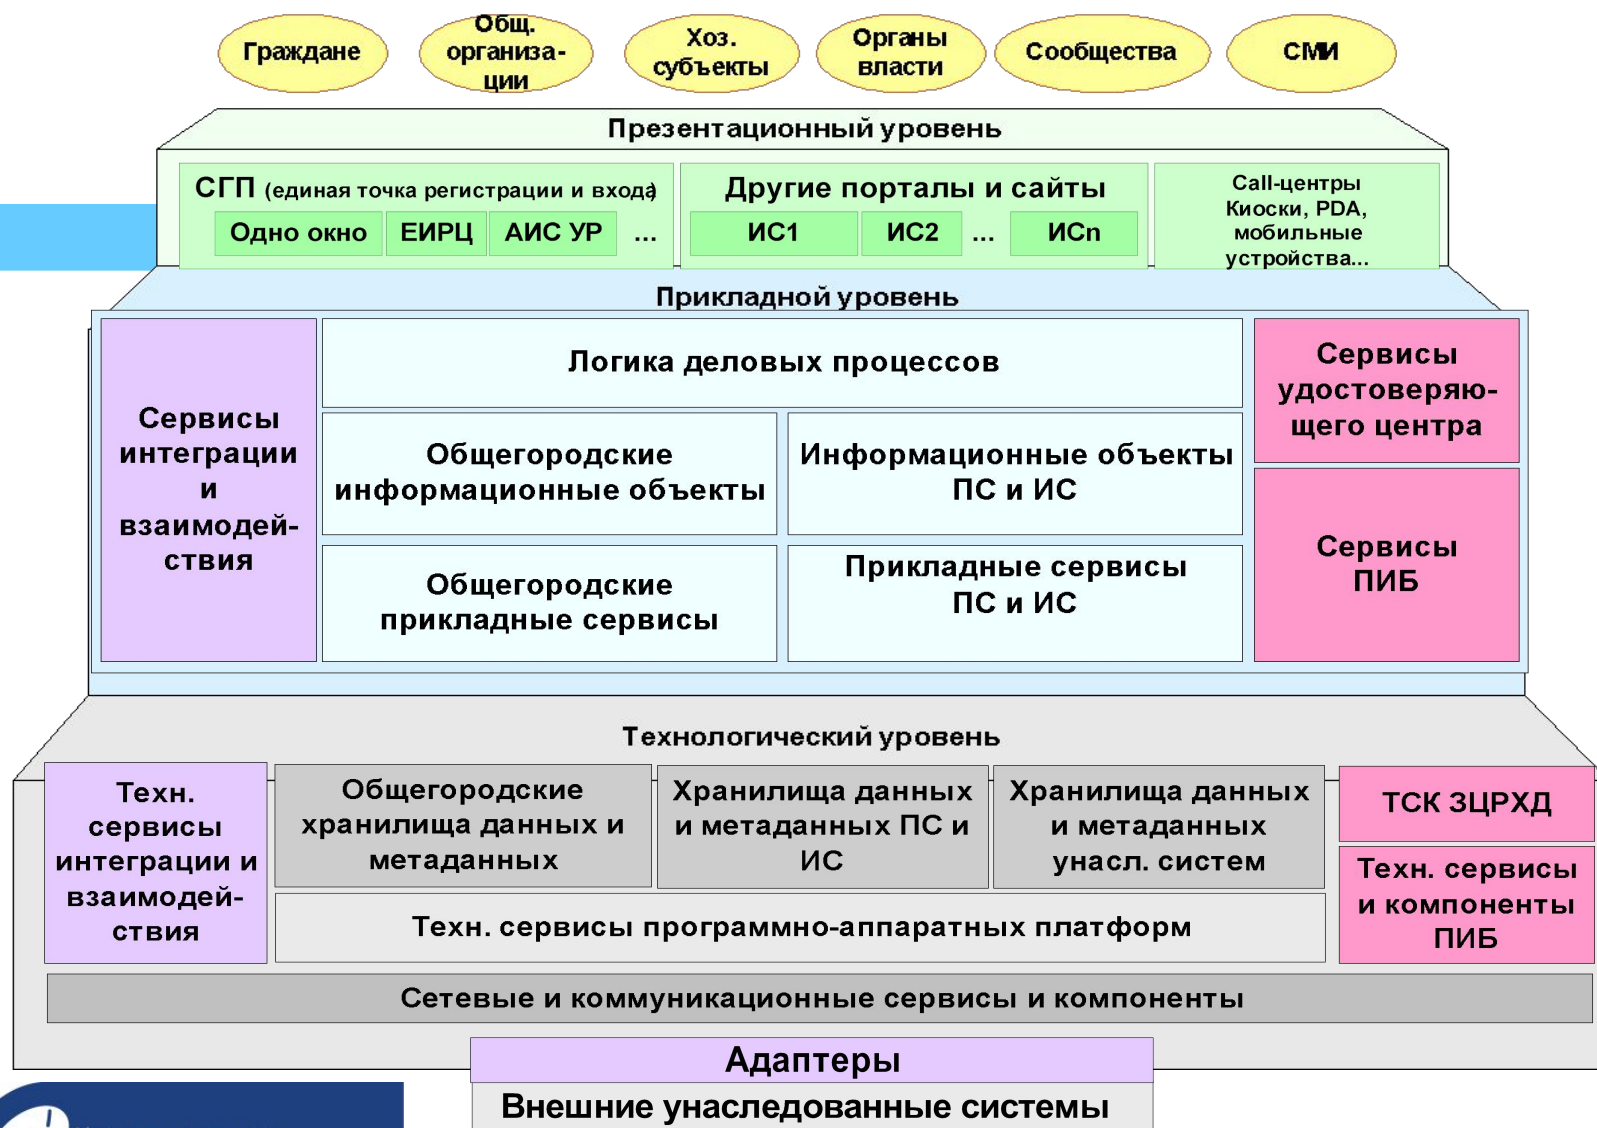 Граждане
Общ.
организа-
ции
Хоз.
субъекты
Органы
власти
Сообщества
СМИ
Презентационный уровень
СГП (единая точка регистрации и входа)
Одно окно
ЕИРЦ
АИС УР
...
Другие порталы и сайты
ИС1
ИС2
...
ИСn
Call-центры
Киоски, PDA,
мобильные
устройства...
Прикладной уровень
Сервисы
интеграции
и
взаимодей-
ствия
Логика деловых процессов
Общегородские
информационные объекты
Информационные объекты
ПС и ИС
Общегородские
прикладные сервисы
Прикладные сервисы
ПС и ИС
Сервисы
удостоверяю-
щего центра
Сервисы
ПИБ
Технологический уровень
Техн.
сервисы
интеграции и
взаимодей-
ствия
Общегородские
хранилища данных и
метаданных
Хранилища данных
и метаданных ПС и
ИС
Хранилища данных
и метаданных
унасл. систем
ТСК ЗЦРХД
Техн. сервисы
и компоненты
ПИБ
Техн. сервисы программно-аппаратных платформ
Сетевые и коммуникационные сервисы и компоненты
Адаптеры
Внешние унаследованные системы